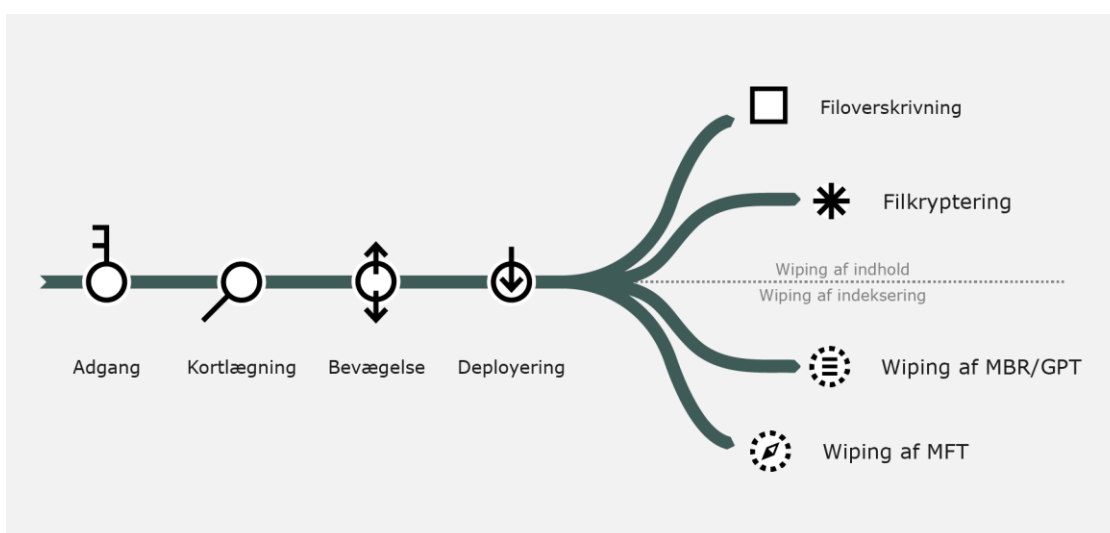 Filoverskrivning
Filkryptering
Wiping af indhold
Wiping af indeksering
Adgang
Kortlægning
Bevægelse
Deployering
Wiping af MBR/GPT
Wiping af MFT